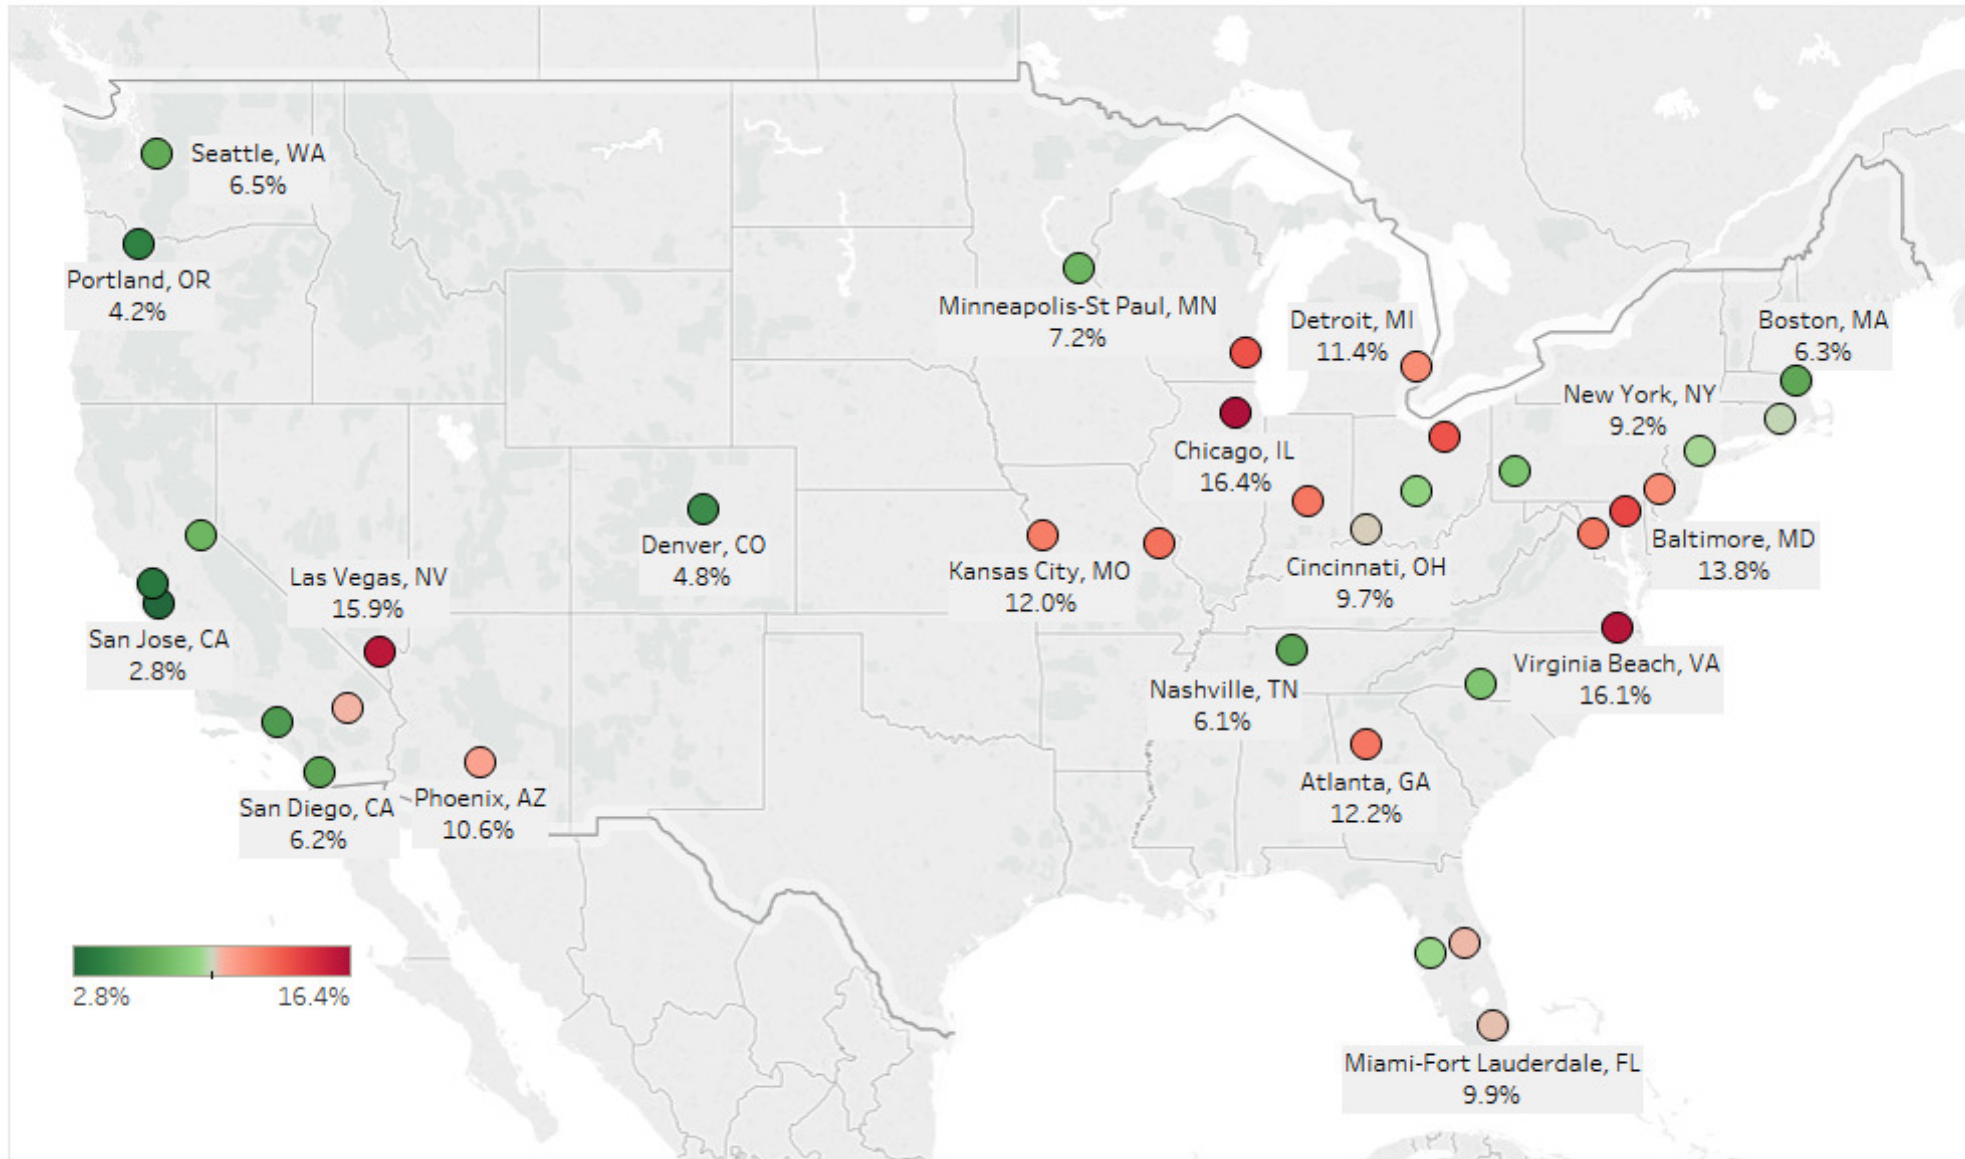 Seattle, WA
6.5%
Portland, OR
4.2%
Minneapolis-St Paul, MN
7.2%
Detroit, MI
11.4%
Boston, MA
6.3%
New York, NY
9.2%
Chicago, IL
16.4%
Denver, CO
4.8%
Las Vegas, NV
15.9%
Kansas City, MO
12.0%
Cincinnati, OH
9.7%
Baltimore, MD
13.8%
San Jose, CA
2.8%
Nashville, TN
6.1%
Virginia Beach, VA
16.1%
San Diego, CA
6.2%
Phoenix, AZ
10.6%
Atlanta, GA
12.2%
2.8%
16.4%
Miami-Fort Lauderdale, FL
9.9%